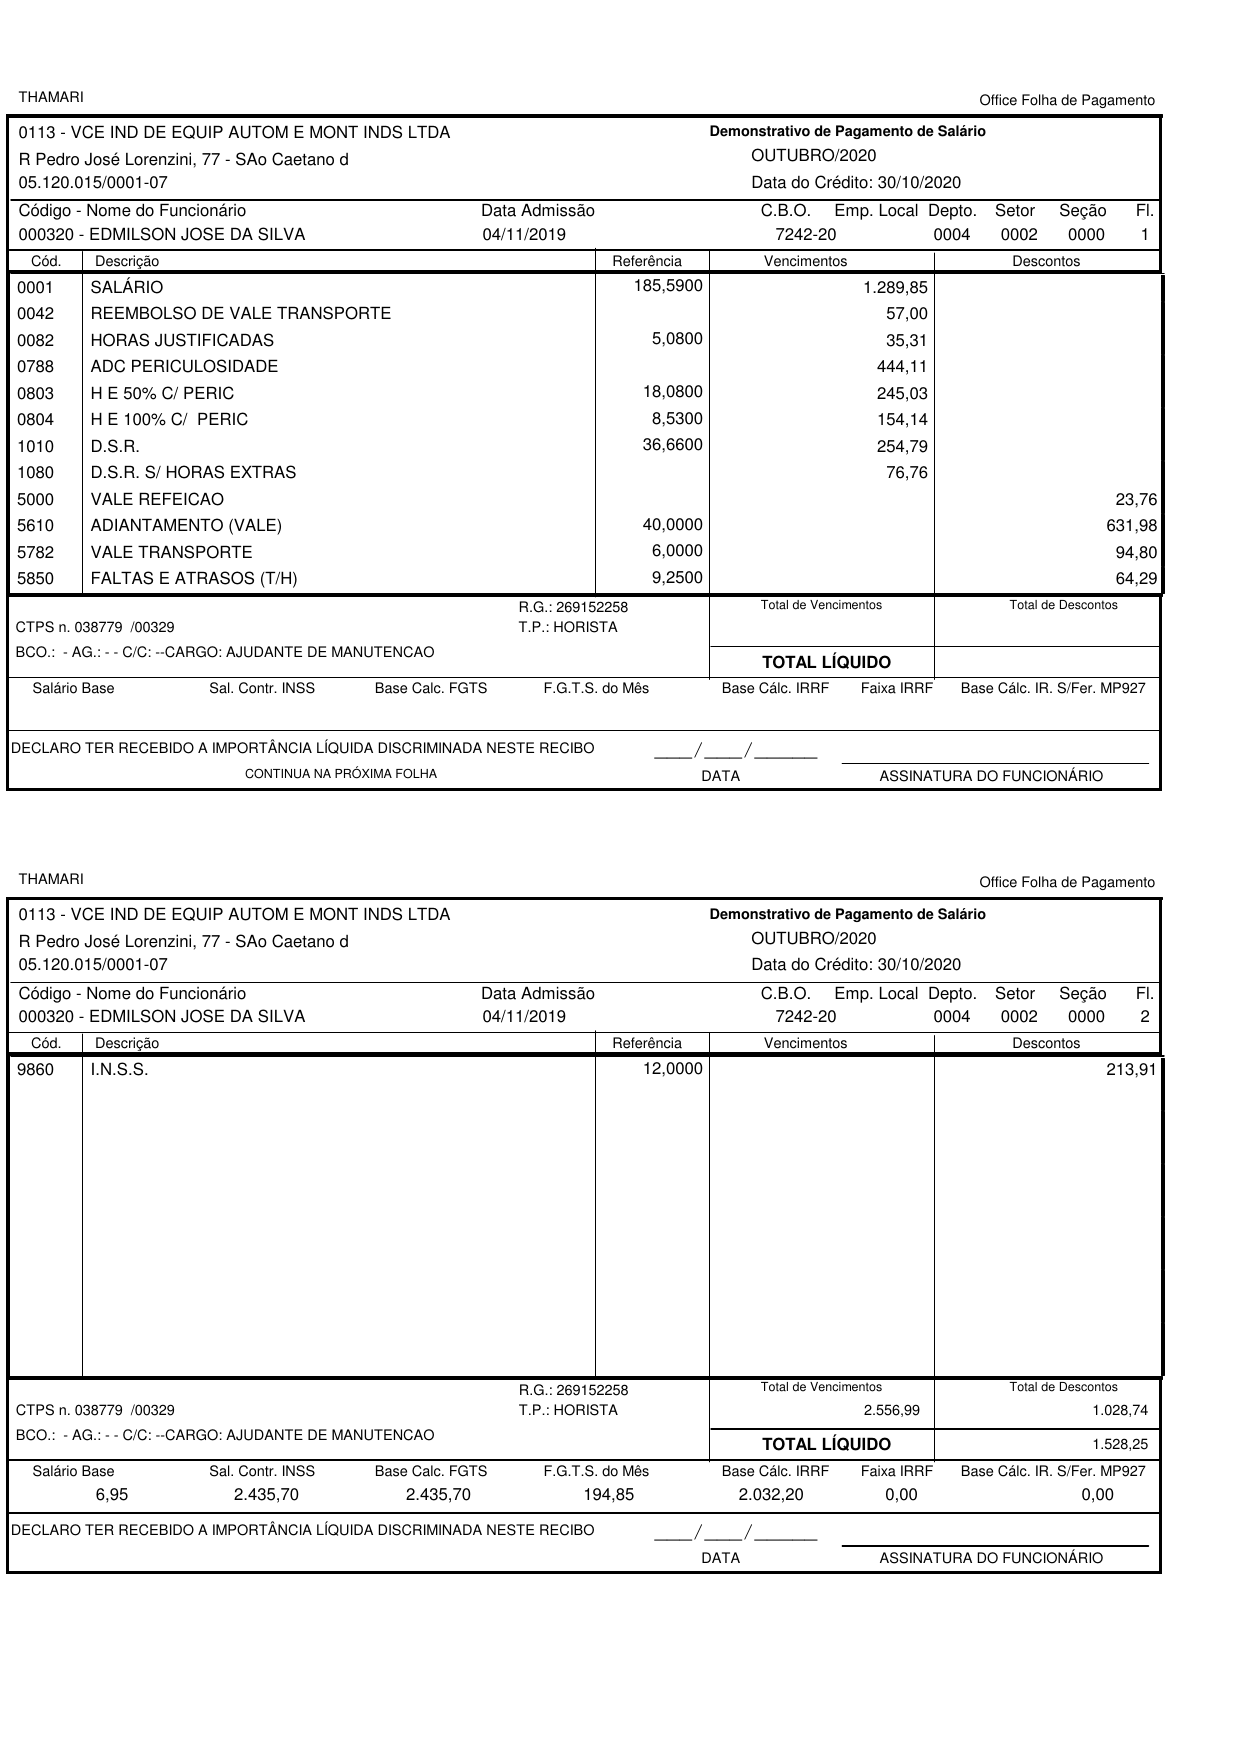 THAMARI Office Folha de Pagamento
0113 - VCE IND DE EQUIP AUTOM E MONT INDS LTDA Demonstrativo de Pagamento de Salário
R Pedro José Lorenzini, 77 - SAo Caetano d OUTUBRO/2020
05.120.015/0001-07 Data do Crédito: 30/10/2020
Código - Nome do Funcionário Data Admissão C.B.O. Emp. Local Depto. Setor Seção Fl.
000320 - EDMILSON JOSE DA SILVA 04/11/2019 7242-20 0004 0002 0000 1
Cód. Descrição Referência Vencimentos Descontos
0001 SALÁRIO 185,5900 1.289,85
0042 REEMBOLSO DE VALE TRANSPORTE 57,00
0082 HORAS JUSTIFICADAS 5,0800 35,31
0788 ADC PERICULOSIDADE 444,11
0803 H E 50% C/ PERIC 18,0800 245,03
0804 H E 100% C/ PERIC 8,5300 154,14
1010 D.S.R. 36,6600 254,79
1080 D.S.R. S/ HORAS EXTRAS 76,76
5000 VALE REFEICAO 23,76
5610 ADIANTAMENTO (VALE) 40,0000 631,98
5782 VALE TRANSPORTE 6,0000 94,80
5850 FALTAS E ATRASOS (T/H) 9,2500 64,29
R.G.: 269152258 Total de Vencimentos Total de Descontos
CTPS n. 038779 /00329 T.P.: HORISTA
BCO.: - AG.: - - C/C: --CARGO: AJUDANTE DE MANUTENCAO
TOTAL LÍQUIDO
Salário Base Sal. Contr. INSS Base Calc. FGTS F.G.T.S. do Mês Base Cálc. IRRF Faixa IRRF Base Cálc. IR. S/Fer. MP927
DECLARO TER RECEBIDO A IMPORTÂNCIA LÍQUIDA DISCRIMINADA NESTE RECIBO ___/___/_____
CONTINUA NA PRÓXIMA FOLHA DATA ASSINATURA DO FUNCIONÁRIO
THAMARI Office Folha de Pagamento
0113 - VCE IND DE EQUIP AUTOM E MONT INDS LTDA Demonstrativo de Pagamento de Salário
R Pedro José Lorenzini, 77 - SAo Caetano d OUTUBRO/2020
05.120.015/0001-07 Data do Crédito: 30/10/2020
Código - Nome do Funcionário Data Admissão C.B.O. Emp. Local Depto. Setor Seção Fl.
000320 - EDMILSON JOSE DA SILVA 04/11/2019 7242-20 0004 0002 0000 2
Cód. Descrição Referência Vencimentos Descontos
9860 I.N.S.S. 12,0000 213,91
R.G.: 269152258 Total de Vencimentos Total de Descontos
CTPS n. 038779 /00329 T.P.: HORISTA 2.556,99 1.028,74
BCO.: - AG.: - - C/C: --CARGO: AJUDANTE DE MANUTENCAO
TOTAL LÍQUIDO 1.528,25
Salário Base Sal. Contr. INSS Base Calc. FGTS F.G.T.S. do Mês Base Cálc. IRRF Faixa IRRF Base Cálc. IR. S/Fer. MP927
6,95 2.435,70 2.435,70 194,85 2.032,20 0,00 0,00
DECLARO TER RECEBIDO A IMPORTÂNCIA LÍQUIDA DISCRIMINADA NESTE RECIBO ___/___/_____
DATA ASSINATURA DO FUNCIONÁRIO